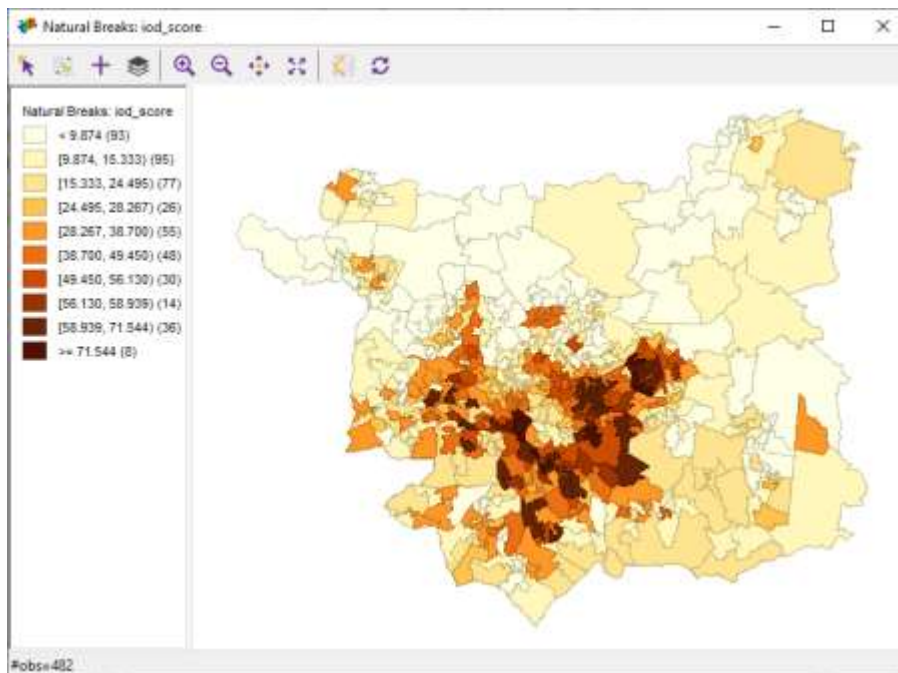 Natural Breaks: iod_score
Natural Breaks: iod_score
< 9.874 (93)
[9.874, 15.333) (95)
[15.333, 24.495) (77)
[24.495, 28.267) (26)
[28.267, 38.700) (55)
[38.700, 49.450) (48)
[49.450, 56.130) (30)
[56.130, 58.939) (14)
[58.939, 71.544) (36)
>= 71.544 (8)
#obs=482